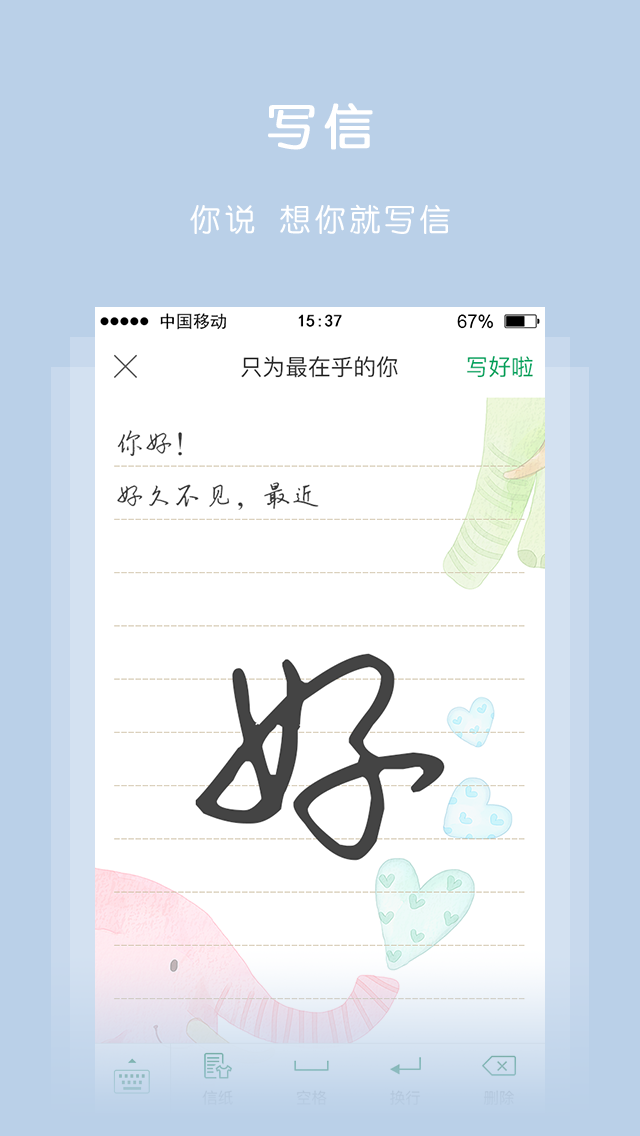 写信
你说 想你就写信
中国移动 15:37 67%
只为最在乎的你 写好啦
你好!
好久不见，最近
好
信纸 空格 换行 删除